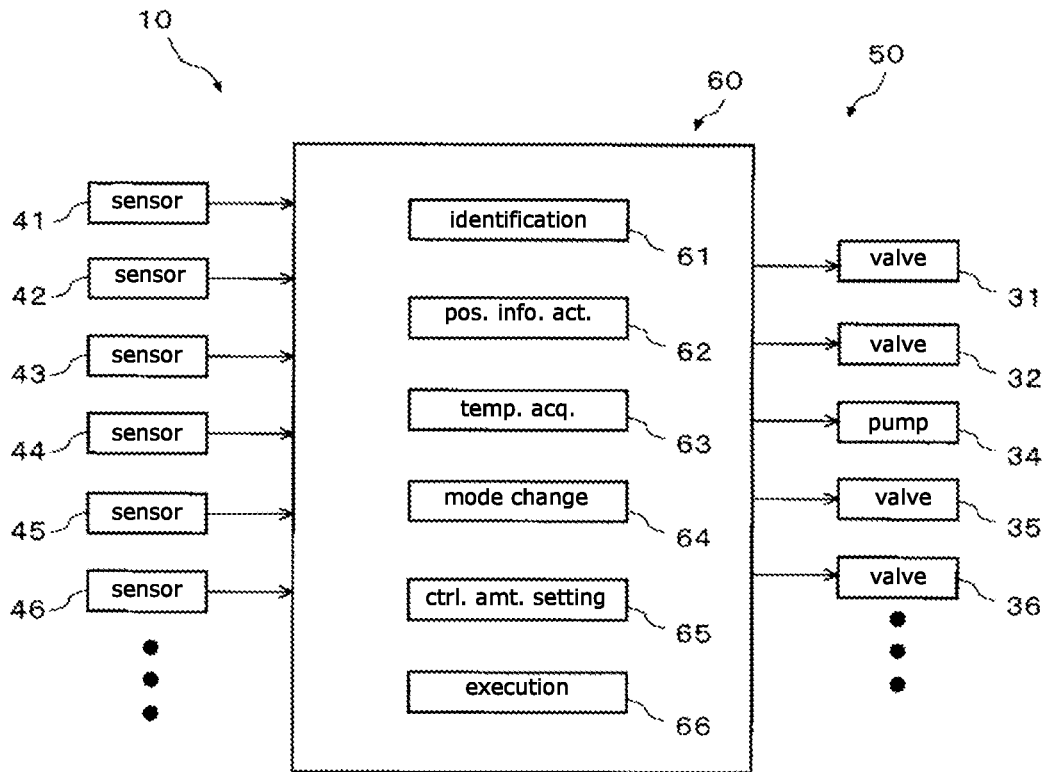 10
50
60
sensor
41
sensor
42
sensor
43
sensor
44
sensor
45
sensor
46
identification
61
pos. info. act.
62
temp. acq.
63
mode change
64
ctrl. amt. setting
65
execution
66
valve
31
valve
32
pump
34
valve
35
valve
36